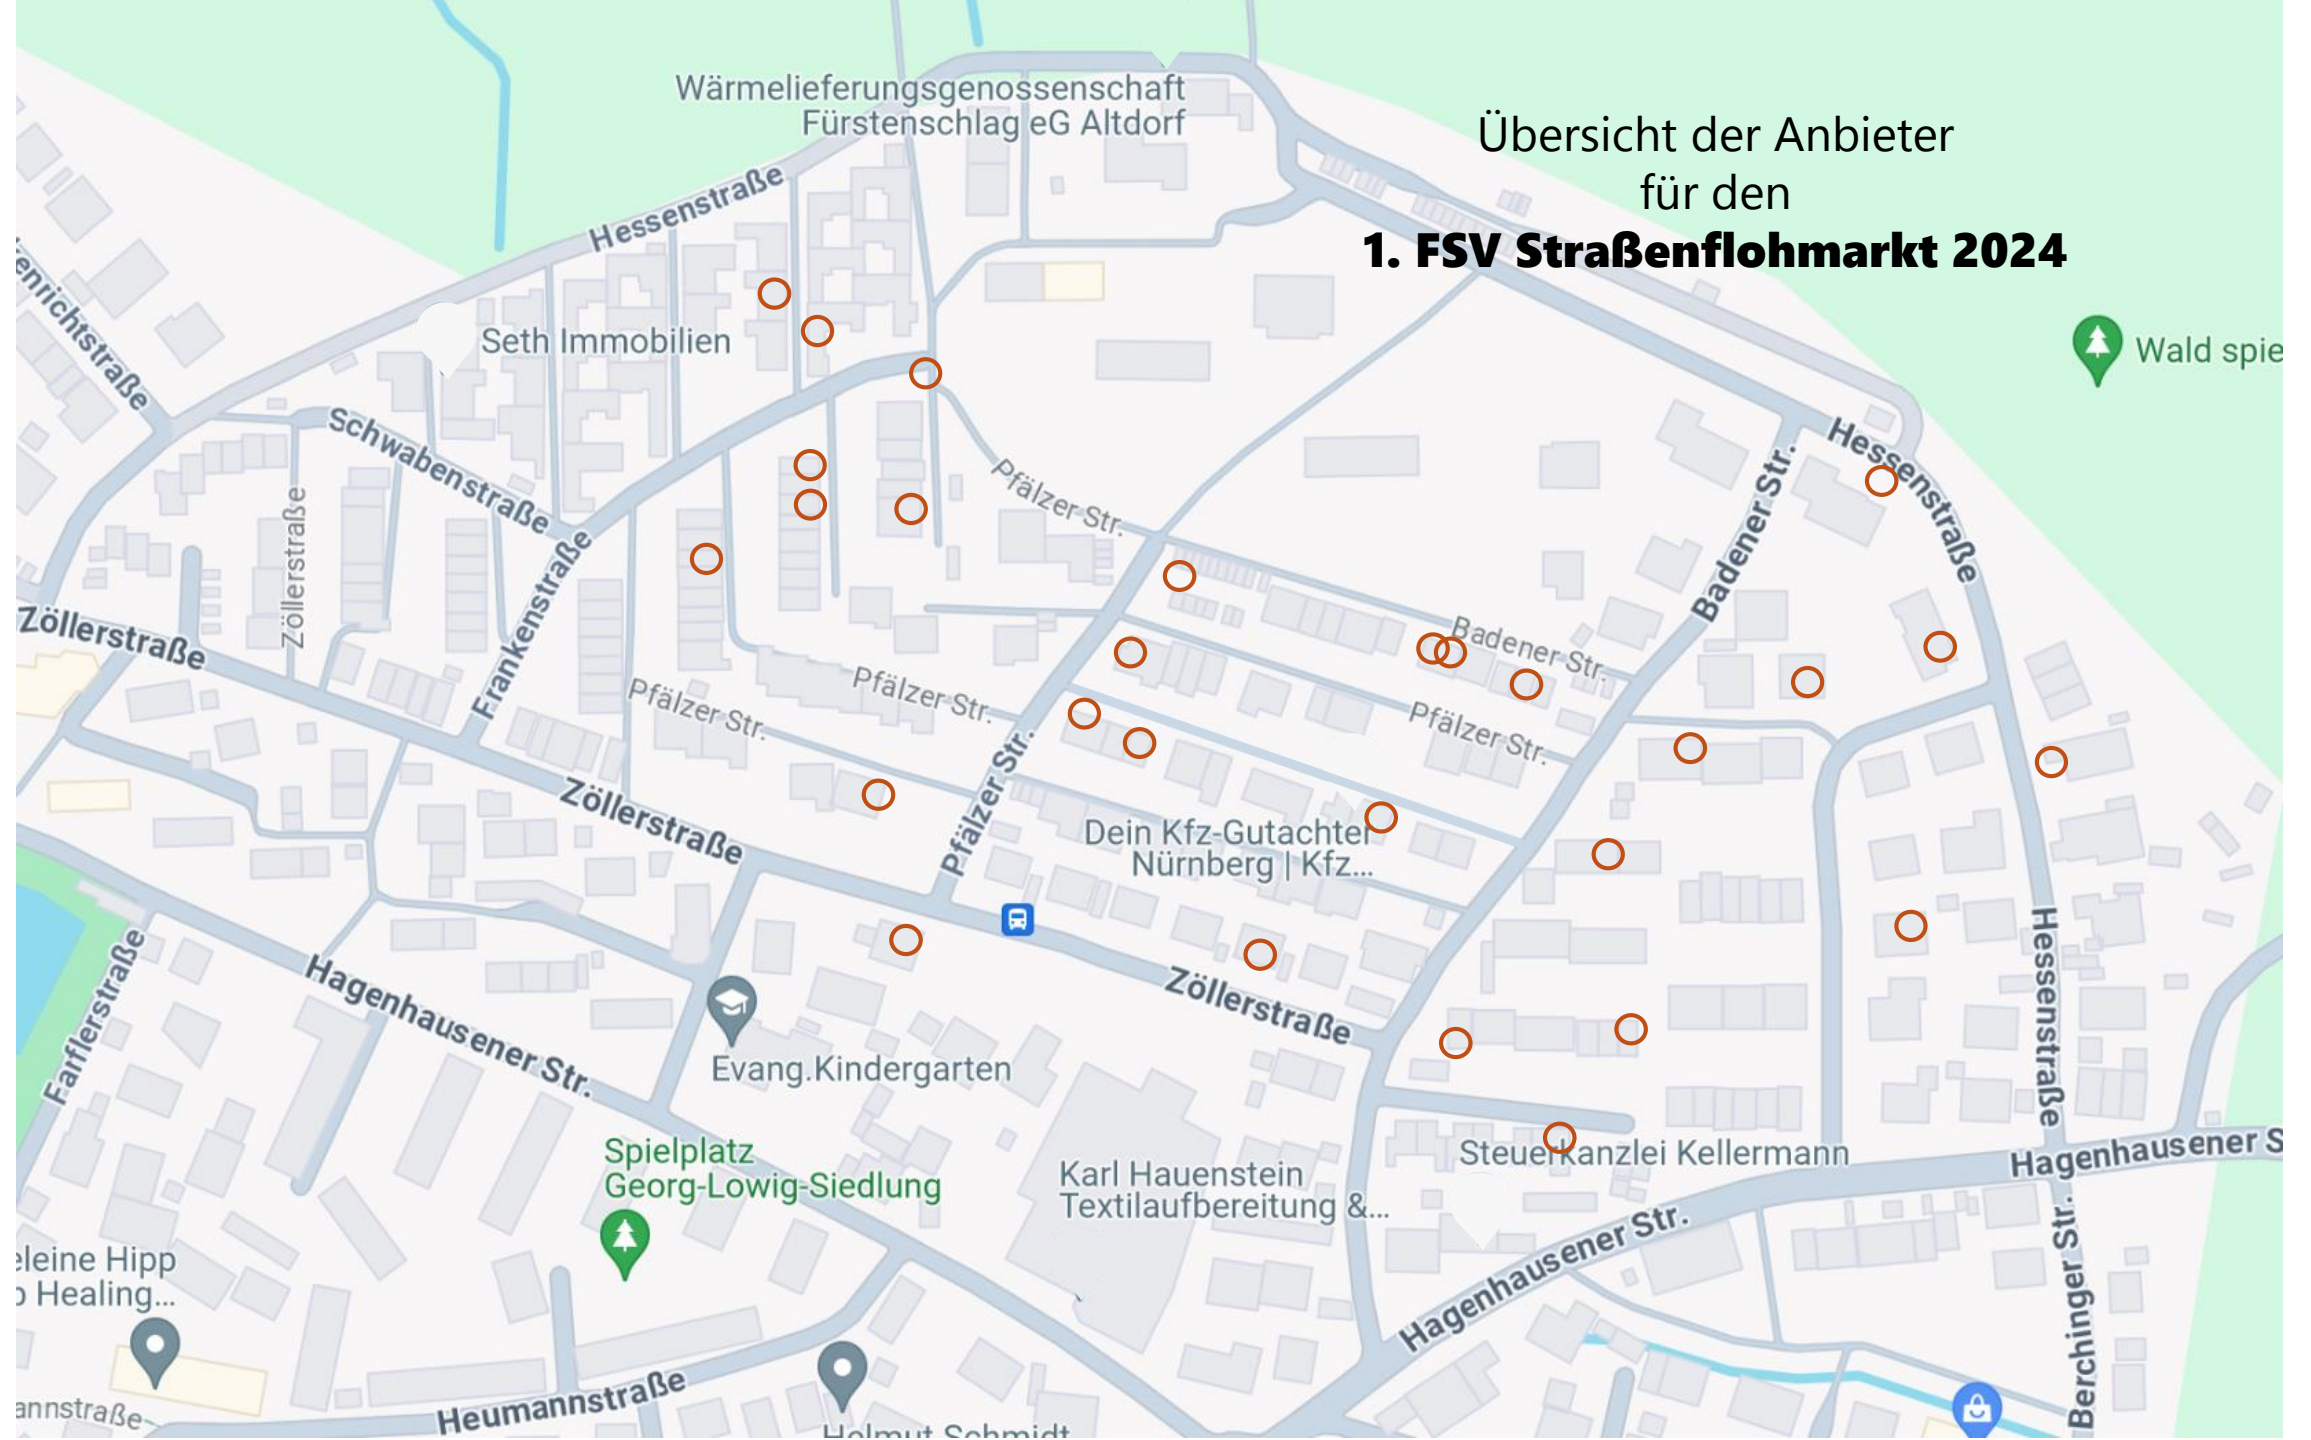 Wärmelieferungsgenossenschaft
Fürstenschlag eG Altdorf
Übersicht der Anbieter
für den
1. FSV Straßenflohmarkt 2024
Hessenstraße
Seth Immobilien
Wald spie
enrichtstraße
Schwabenstraße
Hessenstraße
Pfälzer Str.
Badener Str.
Zöllerstraße
Frankenstraße
Zöllerstraße
Badener Str.
Pfälzer Str.
Pfälzer Str.
Pfälzer Str.
Pfälzer Str.
Zöllerstraße
Dein Kfz-Gutachter
Nürnberg | Kfz...
Hessenstraße
Farflerstraße
Hagenhausener Str.
Zöllerstraße
Evang.Kindergarten
Spielplatz
Georg-Lowig-Siedlung
Karl Hauenstein
Textilaufbereitung &...
Steuerkanzlei Kellermann
Hagenhausener S
Hagenhausener Str.
Berchinger Str.
eleine Hipp
o Healing...
annstraße
Heumannstraße
Helmut Schmidt